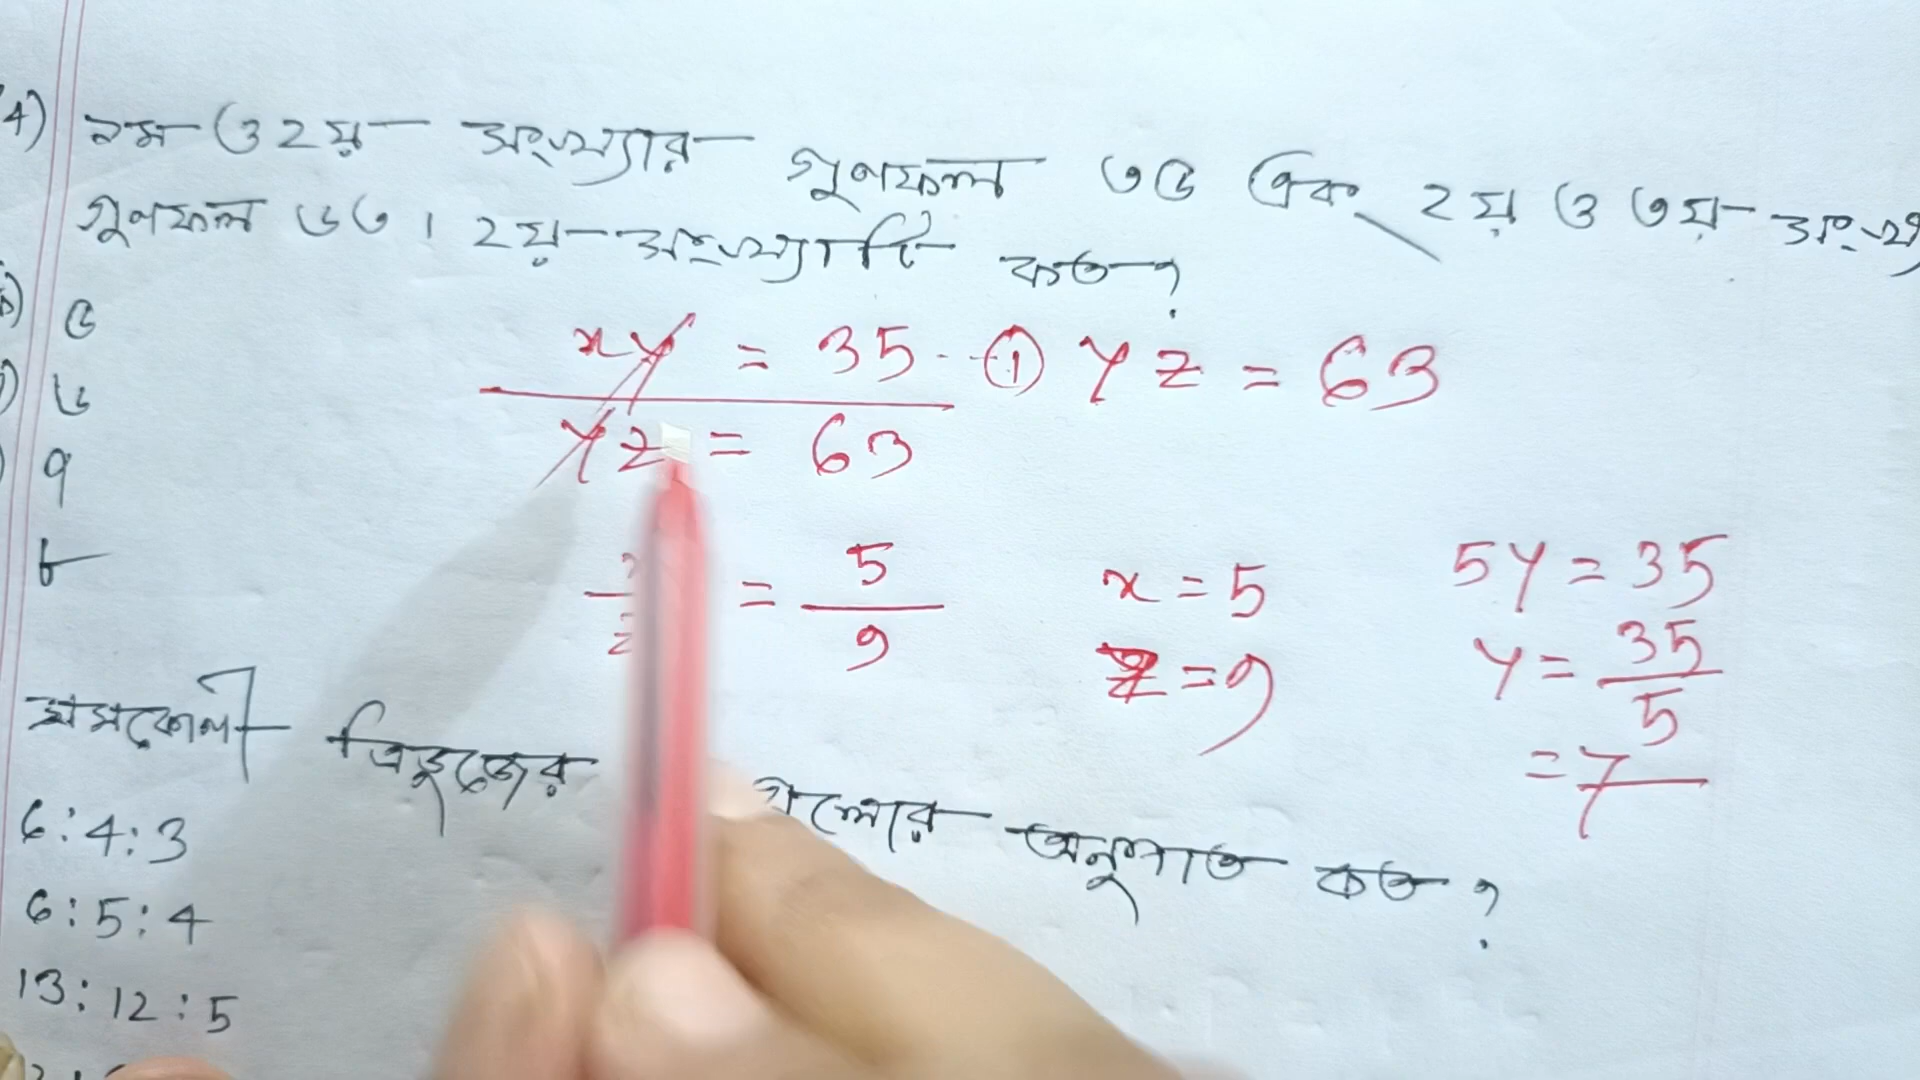 4) ১ম ও ২য় সংখ্যার গুণফল ৩৫ এবং ২য় ও ৩য়
গুণফল ৬৩। ২য় সংখ্যাটি কত?
৫
৬
৭
৮
xy = 35 -- ① yz = 63
yz = 63
= 5/9
x = 5
z = 9
5y = 35
y = 35/5
= 7
সমকোণী ত্রিভুজের অনুপাত কত?
6:4:3
6:5:4
13:12:5